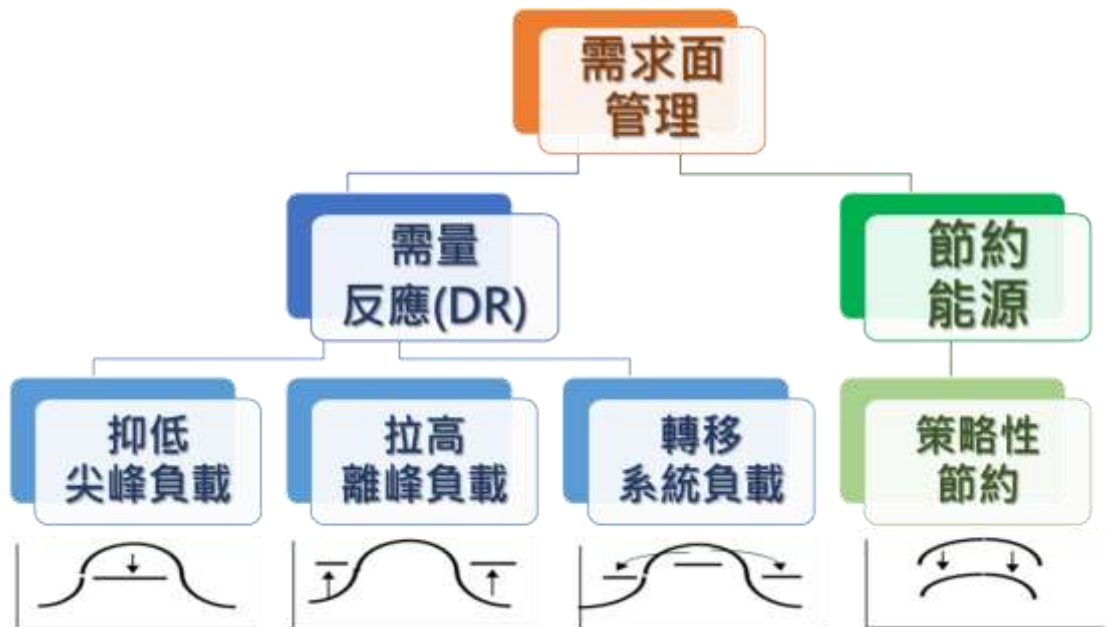 需求面
管理
需量
反應(DR)
節約
能源
抑低
尖峰負載
拉高
離峰負載
轉移
系統負載
策略性
節約